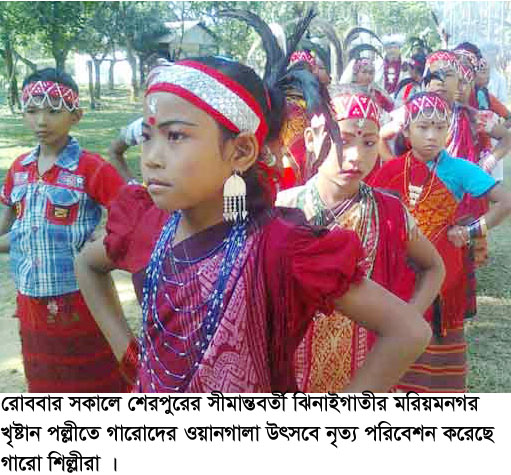 রোববার সকালে শেরপুরের সীমান্তবর্তী ঝিনাইগাতীর মরিয়মনগর
খৃষ্টান পল্লীতে গারোদের ওয়ানগালা উৎসবে নৃত্য পরিবেশন করেছে
গারো শিল্পীরা ।